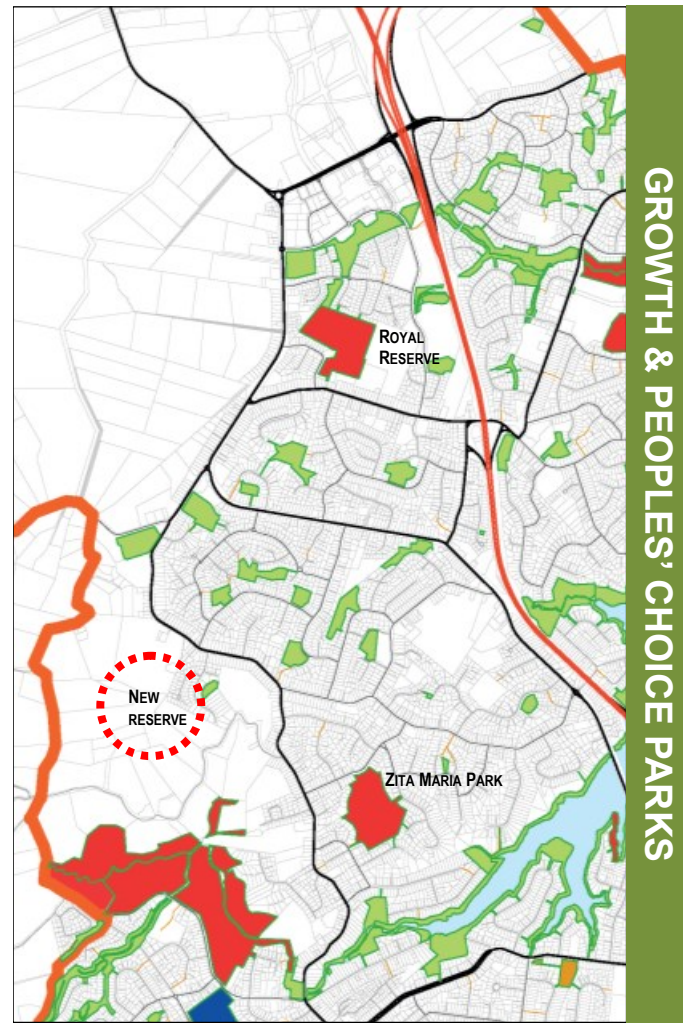 ROYAL
RESERVE
NEW
RESERVE
ZITA MARIA PARK
GROWTH & PEOPLES' CHOICE PARKS